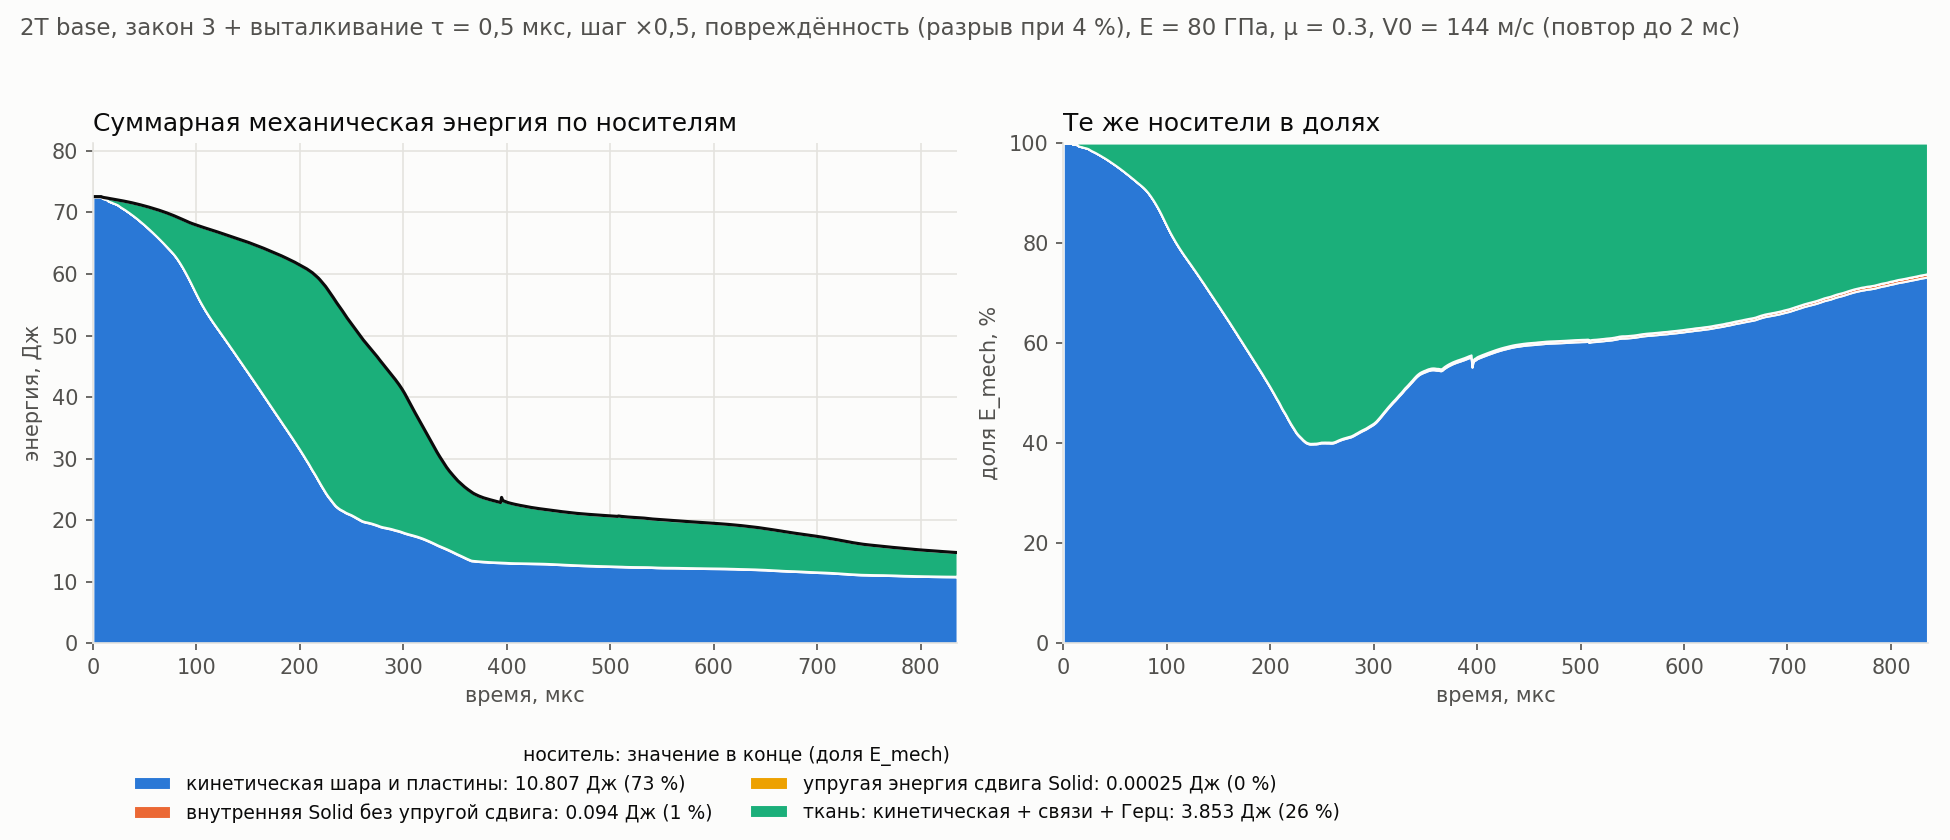 2T base, закон 3 + выталкивание τ = 0,5 мкс, шаг ×0,5, повреждённость (разрыв при 4 %), E = 80 ГПа, μ = 0.3, V0 = 144 м/с (повтор до 2 мс)
Суммарная механическая энергия по носителям
80
70
60
50
40
30
20
10
0
энергия, Дж
0 100 200 300 400 500 600 700 800
время, мкс
Те же носители в долях
100
80
60
40
20
0
доля E_mech, %
0 100 200 300 400 500 600 700 800
время, мкс
носитель: значение в конце (доля E_mech)
кинетическая шара и пластины: 10.807 Дж (73 %)
внутренняя Solid без упругой сдвига: 0.094 Дж (1 %)
упругая энергия сдвига Solid: 0.00025 Дж (0 %)
ткань: кинетическая + связи + Герц: 3.853 Дж (26 %)